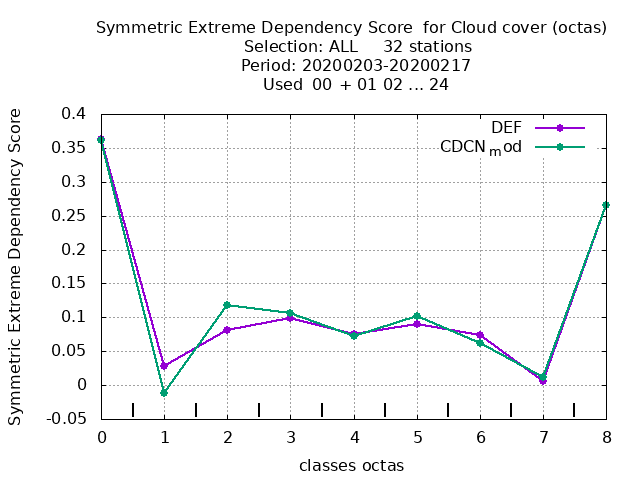 Symmetric Extreme Dependency Score  for Cloud cover (octas)
Selection: ALL     32 stations
Period: 20200203-20200217
Used  00 + 01 02 ... 24
DEF
CDCNmod
Symmetric Extreme Dependency Score
0.4
0.35
0.3
0.25
0.2
0.15
0.1
0.05
0
-0.05
0 1 2 3 4 5 6 7 8
classes octas